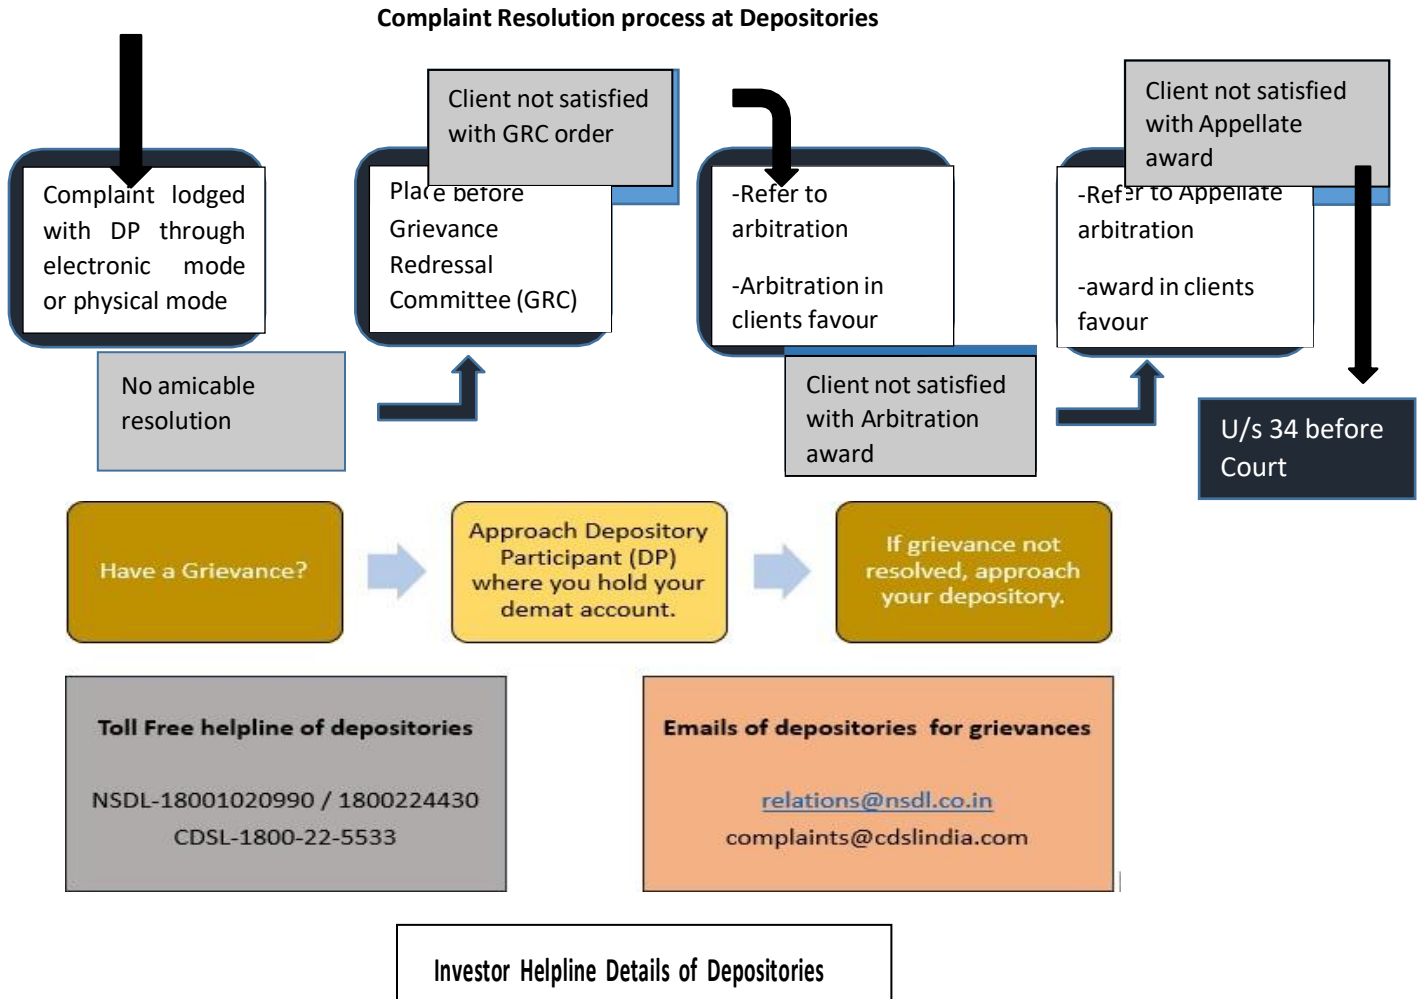 Complaint Resolution process at Depositories
Complaint lodged
with DP through
electronic mode
or physical mode
No amicable
resolution
Place before
Grievance
Redressal
Committee (GRC)
Client not satisfied
with GRC order
-Refer to
arbitration
-Arbitration in
clients favour
Client not satisfied
with Arbitration
award
-Refer to Appellate
arbitration
-award in clients
favour
Client not satisfied
with Appellate
award
U/s 34 before
Court
Have a Grievance?
Approach Depository
Participant (DP)
where you hold your
demat account.
If grievance not
resolved, approach
your depository.
Toll Free helpline of depositories
NSDL-18001020990 / 1800224430
CDSL-1800-22-5533
Emails of depositories for grievances
relations@nsdl.co.in
complaints@cdslindia.com
Investor Helpline Details of Depositories